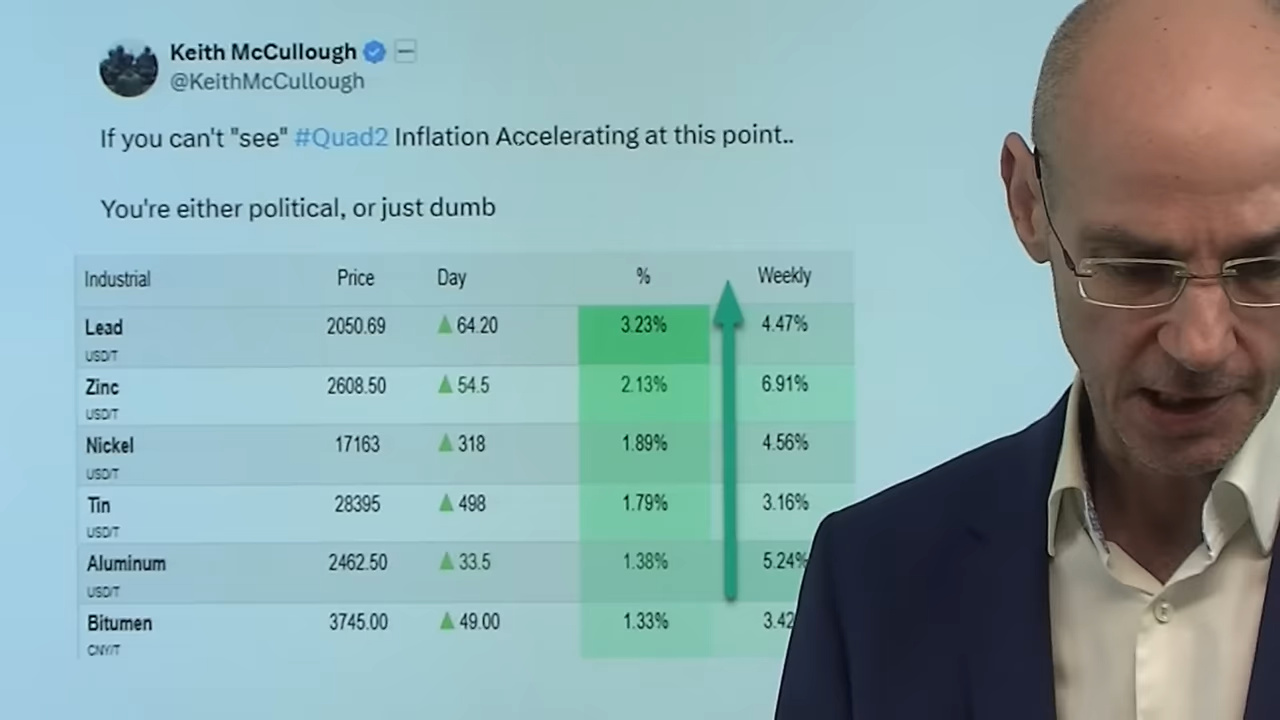 Keith McCullough
@KeithMcCullough
If you can't "see" #Quad2 Inflation Accelerating at this point..
You're either political, or just dumb
Industrial Price Day % Weekly
Lead 2050.69 ▲ 64.20 3.23% 4.47%
USD/T
Zinc 2608.50 ▲ 54.5 2.13% 6.91%
USD/T
Nickel 17163 ▲ 318 1.89% 4.56%
USD/T
Tin 28395 ▲ 498 1.79% 3.16%
USD/T
Aluminum 2462.50 ▲ 33.5 1.38% 5.24%
USD/T
Bitumen 3745.00 ▲ 49.00 1.33% 3.42
CNY/T